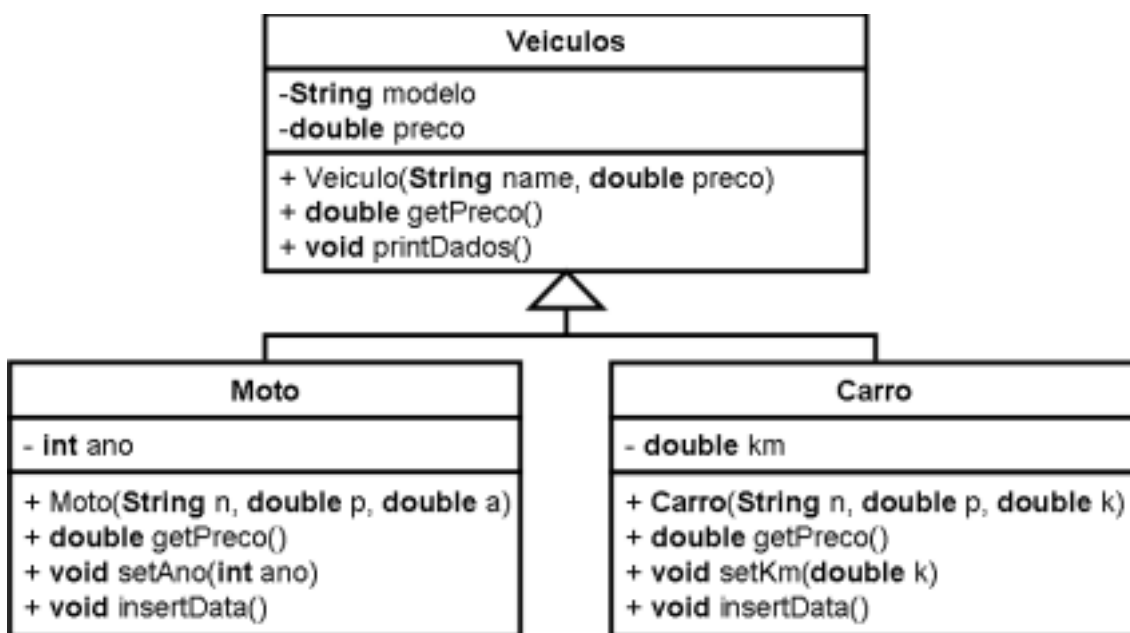 Veiculos
-String modelo
-double preco
+ Veiculo(String name, double preco)
+ double getPreco()
+ void printDados()
Moto
- int ano
+ Moto(String n, double p, double a)
+ double getPreco()
+ void setAno(int ano)
+ void insertData()
Carro
- double km
+ Carro(String n, double p, double k)
+ double getPreco()
+ void setKm(double k)
+ void insertData()